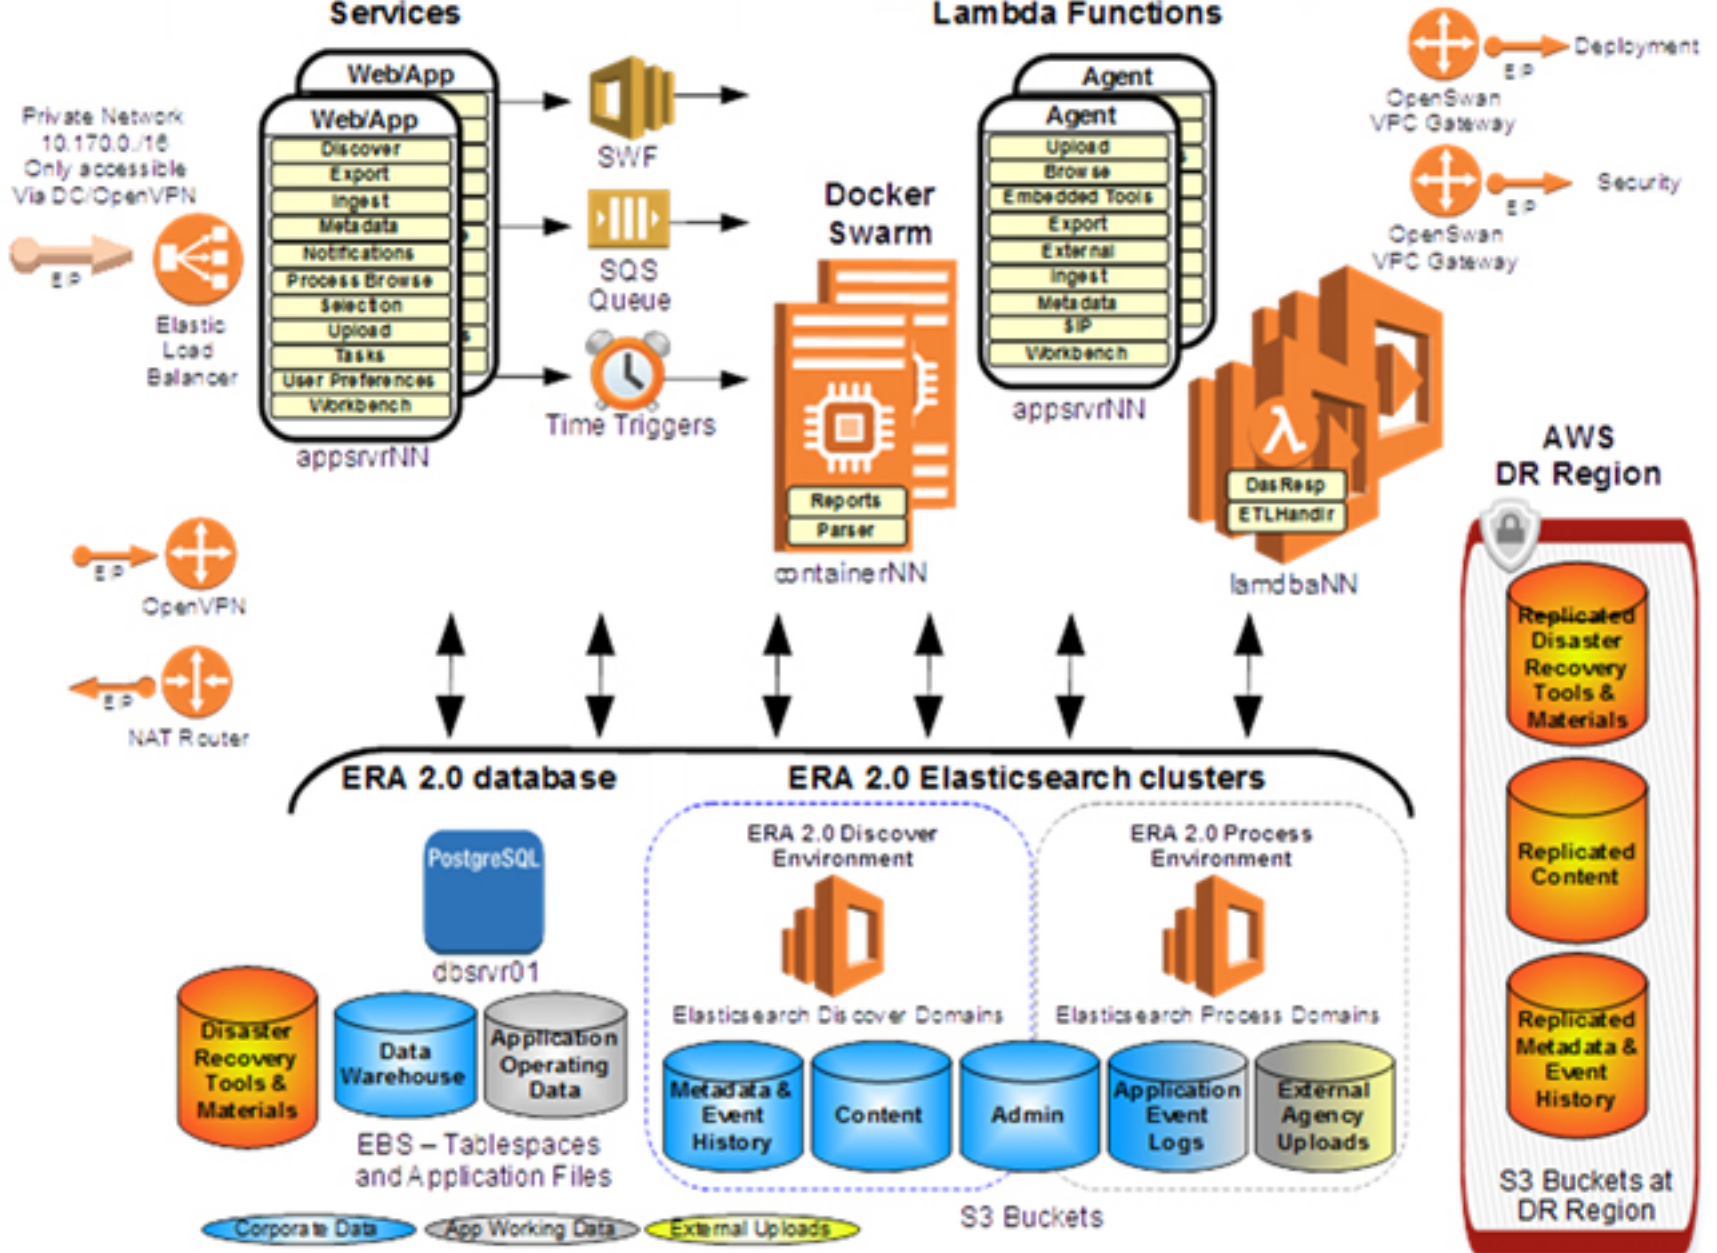 Services
Lambda Functions
Web/App
Web/App
Discover
Export
Ingest
Metadata
Notifications
Process Browse
Selection
Upload
Tasks
User Preferences
Workbench
appsrvrNN
Private Network
10.170.0./16
Only accessible
Via DC/OpenVPN
EIP
Elastic
Load
Balancer
SWF
SQS
Queue
Time Triggers
Docker
Swarm
Reports
Parser
containerNN
Agent
Agent
Upload
Browse
Embedded Tools
Export
External
Ingest
Metadata
SIP
Workbench
appsrvrNN
λ
DasResp
ETLHandlr
lamdbaNN
EIP
Deployment
OpenSwan
VPC Gateway
EIP
Security
OpenSwan
VPC Gateway
EIP
OpenVPN
EIP
NAT Router
AWS
DR Region
Replicated
Disaster
Recovery
Tools &
Materials
Replicated
Content
Replicated
Metadata &
Event
History
S3 Buckets at
DR Region
ERA 2.0 database
ERA 2.0 Elasticsearch clusters
PostgreSQL
dbsrvr01
ERA 2.0 Discover
Environment
Elasticsearch Discover Domains
ERA 2.0 Process
Environment
Elasticsearch Process Domains
Disaster
Recovery
Tools &
Materials
Data
Warehouse
Application
Operating
Data
EBS – Tablespaces
and Application Files
Metadata &
Event
History
Content
Admin
Application
Event
Logs
External
Agency
Uploads
S3 Buckets
Corporate Data
App Working Data
External Uploads